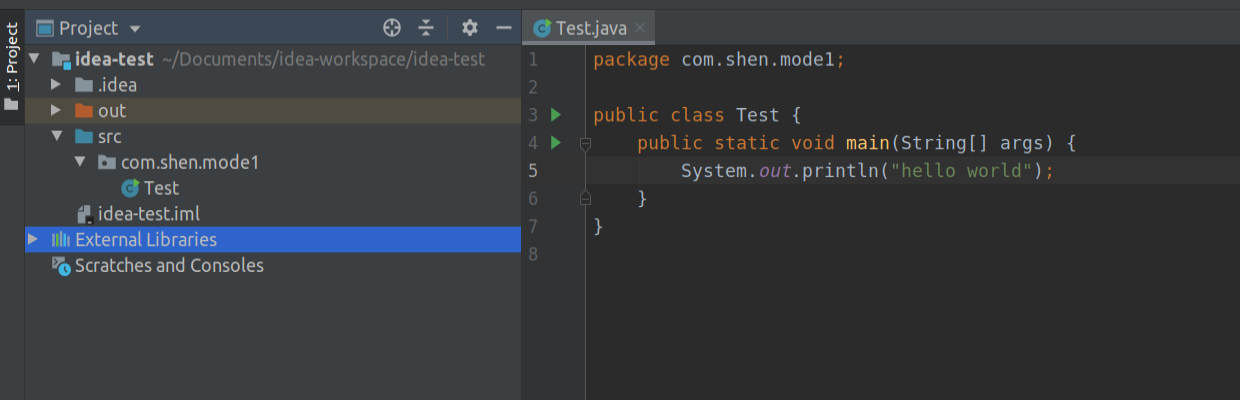 1: Project
Project
idea-test ~/Documents/idea-workspace/idea-test
.idea
out
src
com.shen.mode1
Test
idea-test.iml
External Libraries
Scratches and Consoles
Test.java
1 package com.shen.mode1;
2
3 public class Test {
4 public static void main(String[] args) {
5 System.out.println("hello world");
6 }
7 }
8